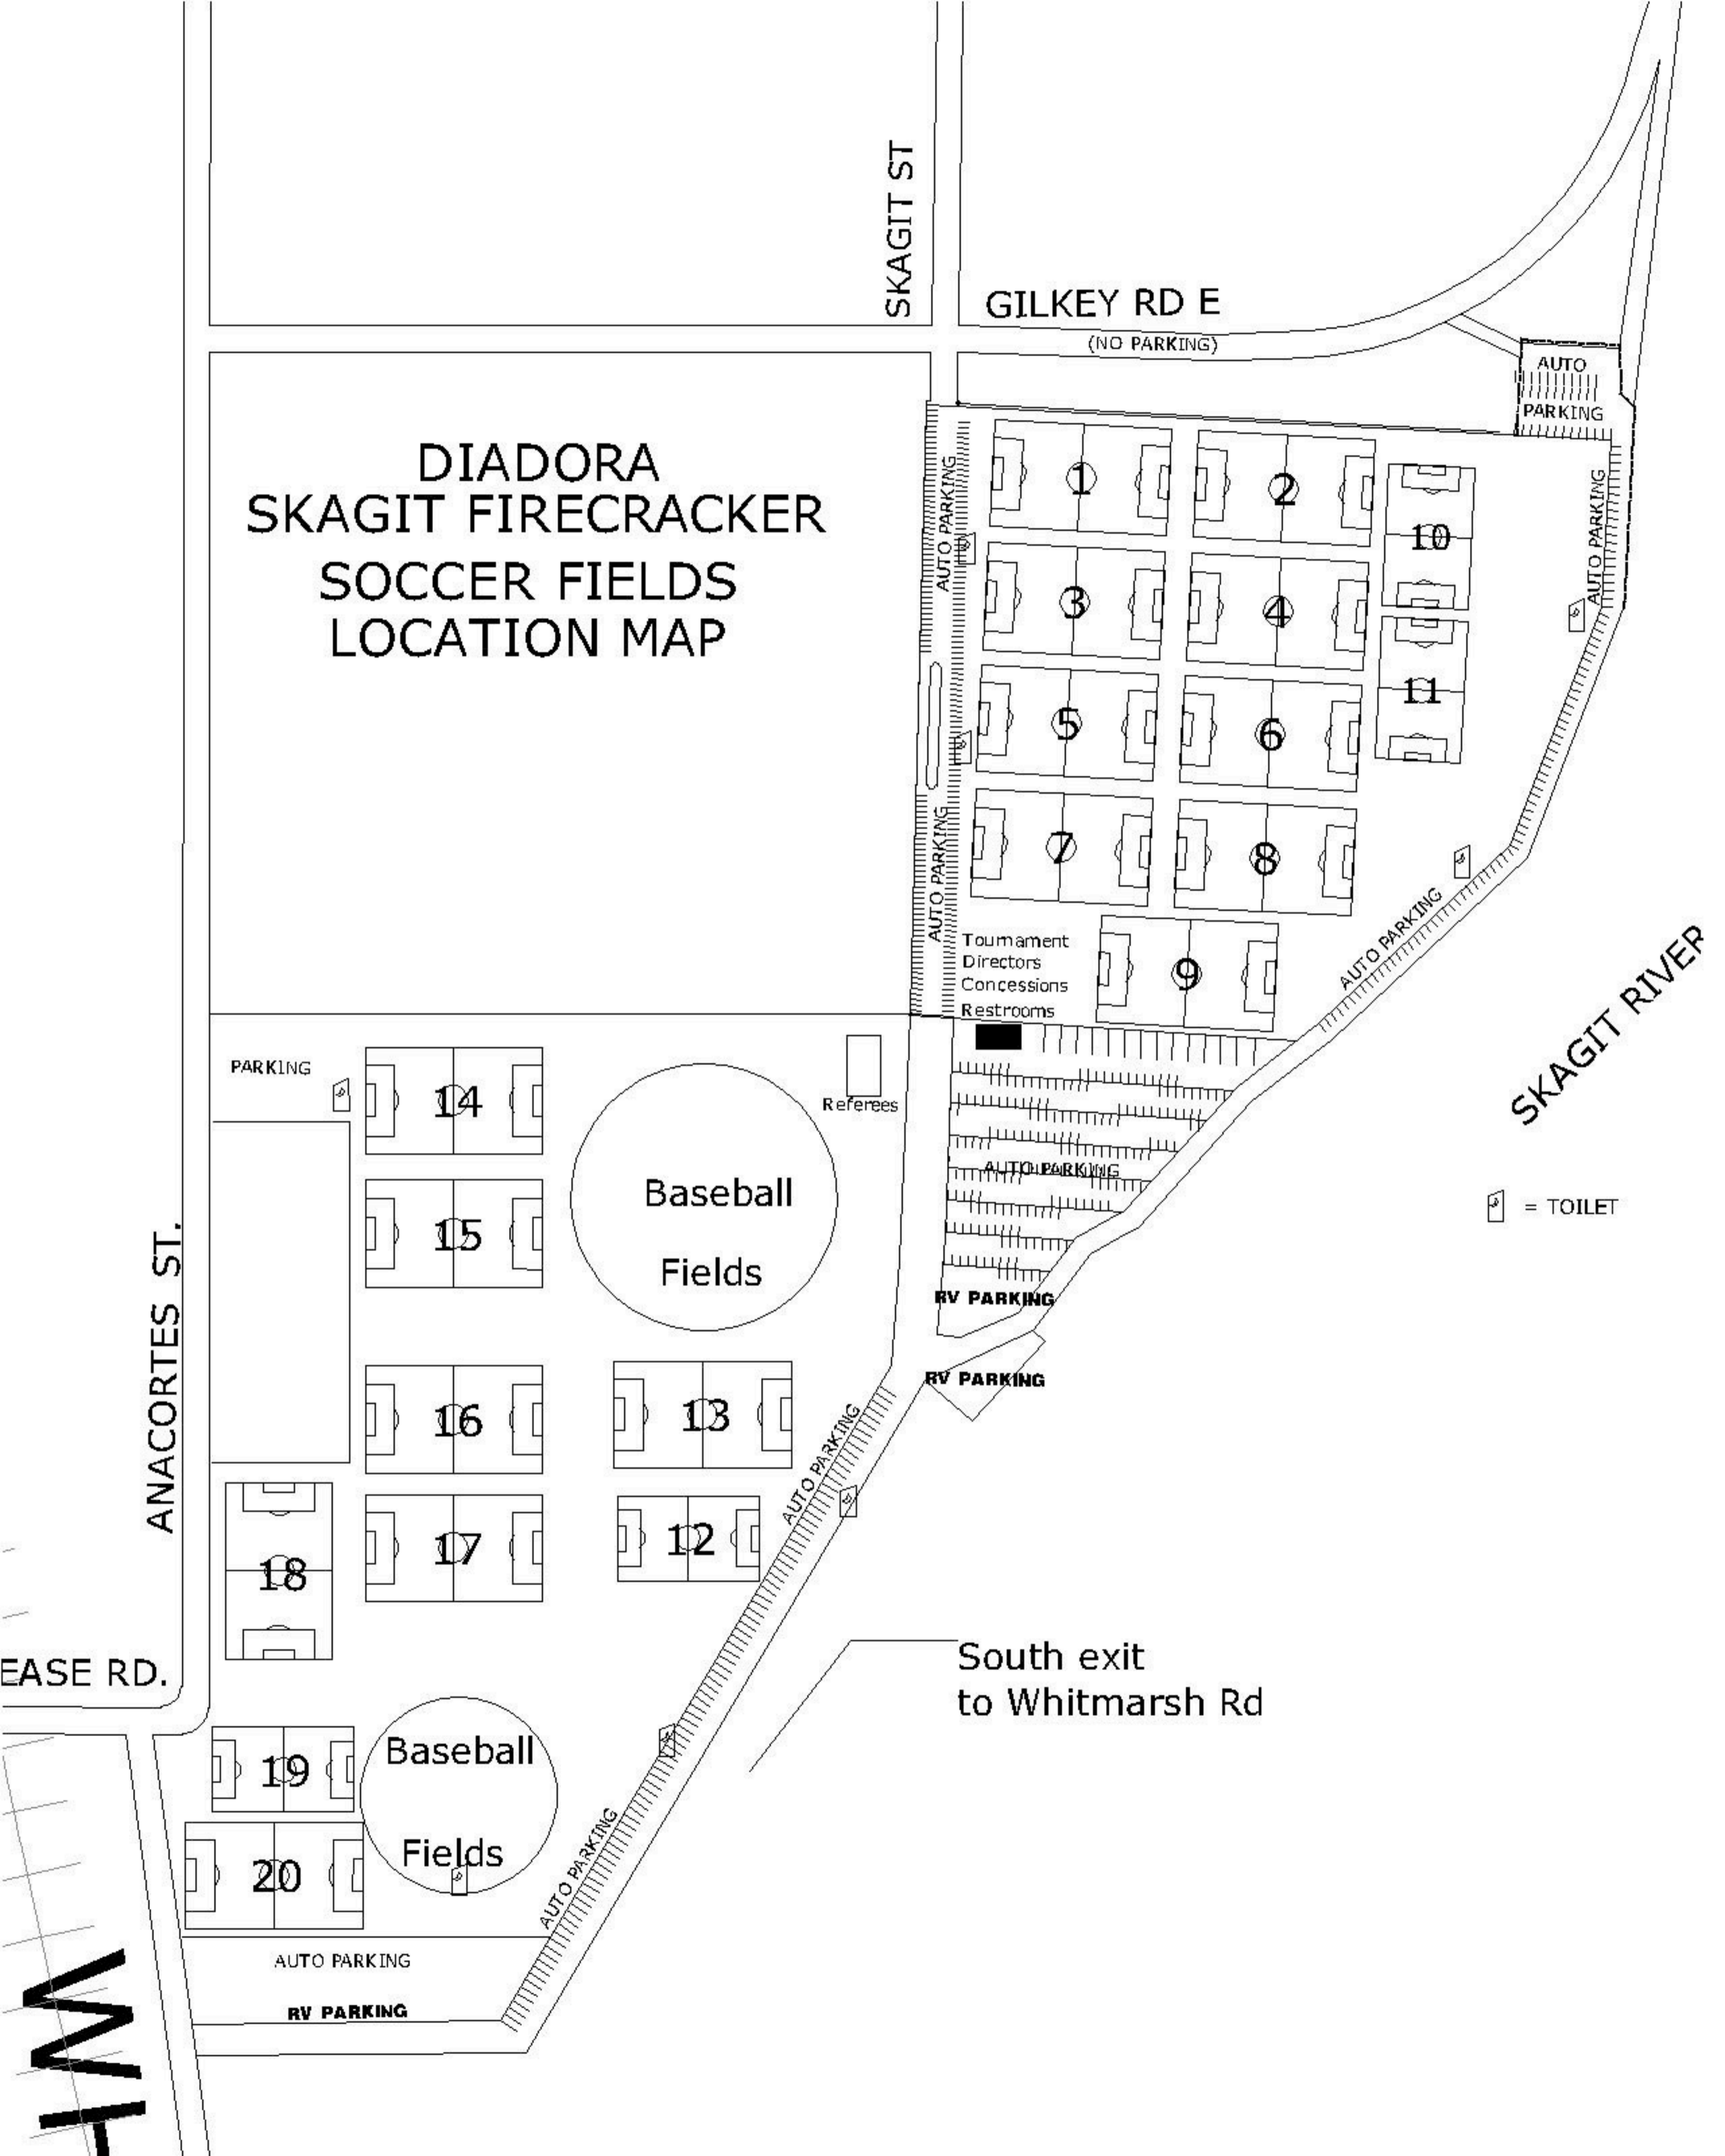 SKAGIT ST
GILKEY RD E
(NO PARKING)
AUTO
PARKING
DIADORA
SKAGIT FIRECRACKER
SOCCER FIELDS
LOCATION MAP
AUTO PARKING
1
2
10
AUTO PARKING
3
4
5
6
11
AUTO PARKING
7
8
AUTO PARKING
Tournament
Directors
Concessions
Restrooms
9
SKAGIT RIVER
PARKING
14
Referees
Baseball
Fields
AUTO PARKING
= TOILET
15
ANACORTES ST.
RV PARKING
RV PARKING
16
13
AUTO PARKING
17
12
18
South exit
to Whitmarsh Rd
EASE RD.
19
Baseball
Fields
20
AUTO PARKING
AUTO PARKING
RV PARKING
WH